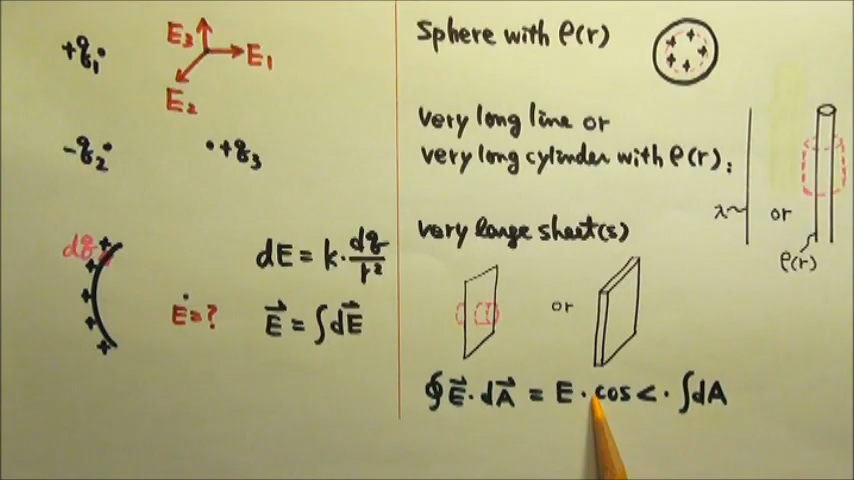 +q₁
E₃
E₁
E₂
-q₂
+q₃
dq
+ + + + +
E=?
dE = k·dq/r²
E⃗ = ∫dE⃗
Sphere with ρ(r)
+ + + + +
very long line or
very long cylinder with ρ(r):
λ
or
ρ(r)
very large sheet(s)
or
∮E⃗·dA⃗ = E·cos<·∫dA